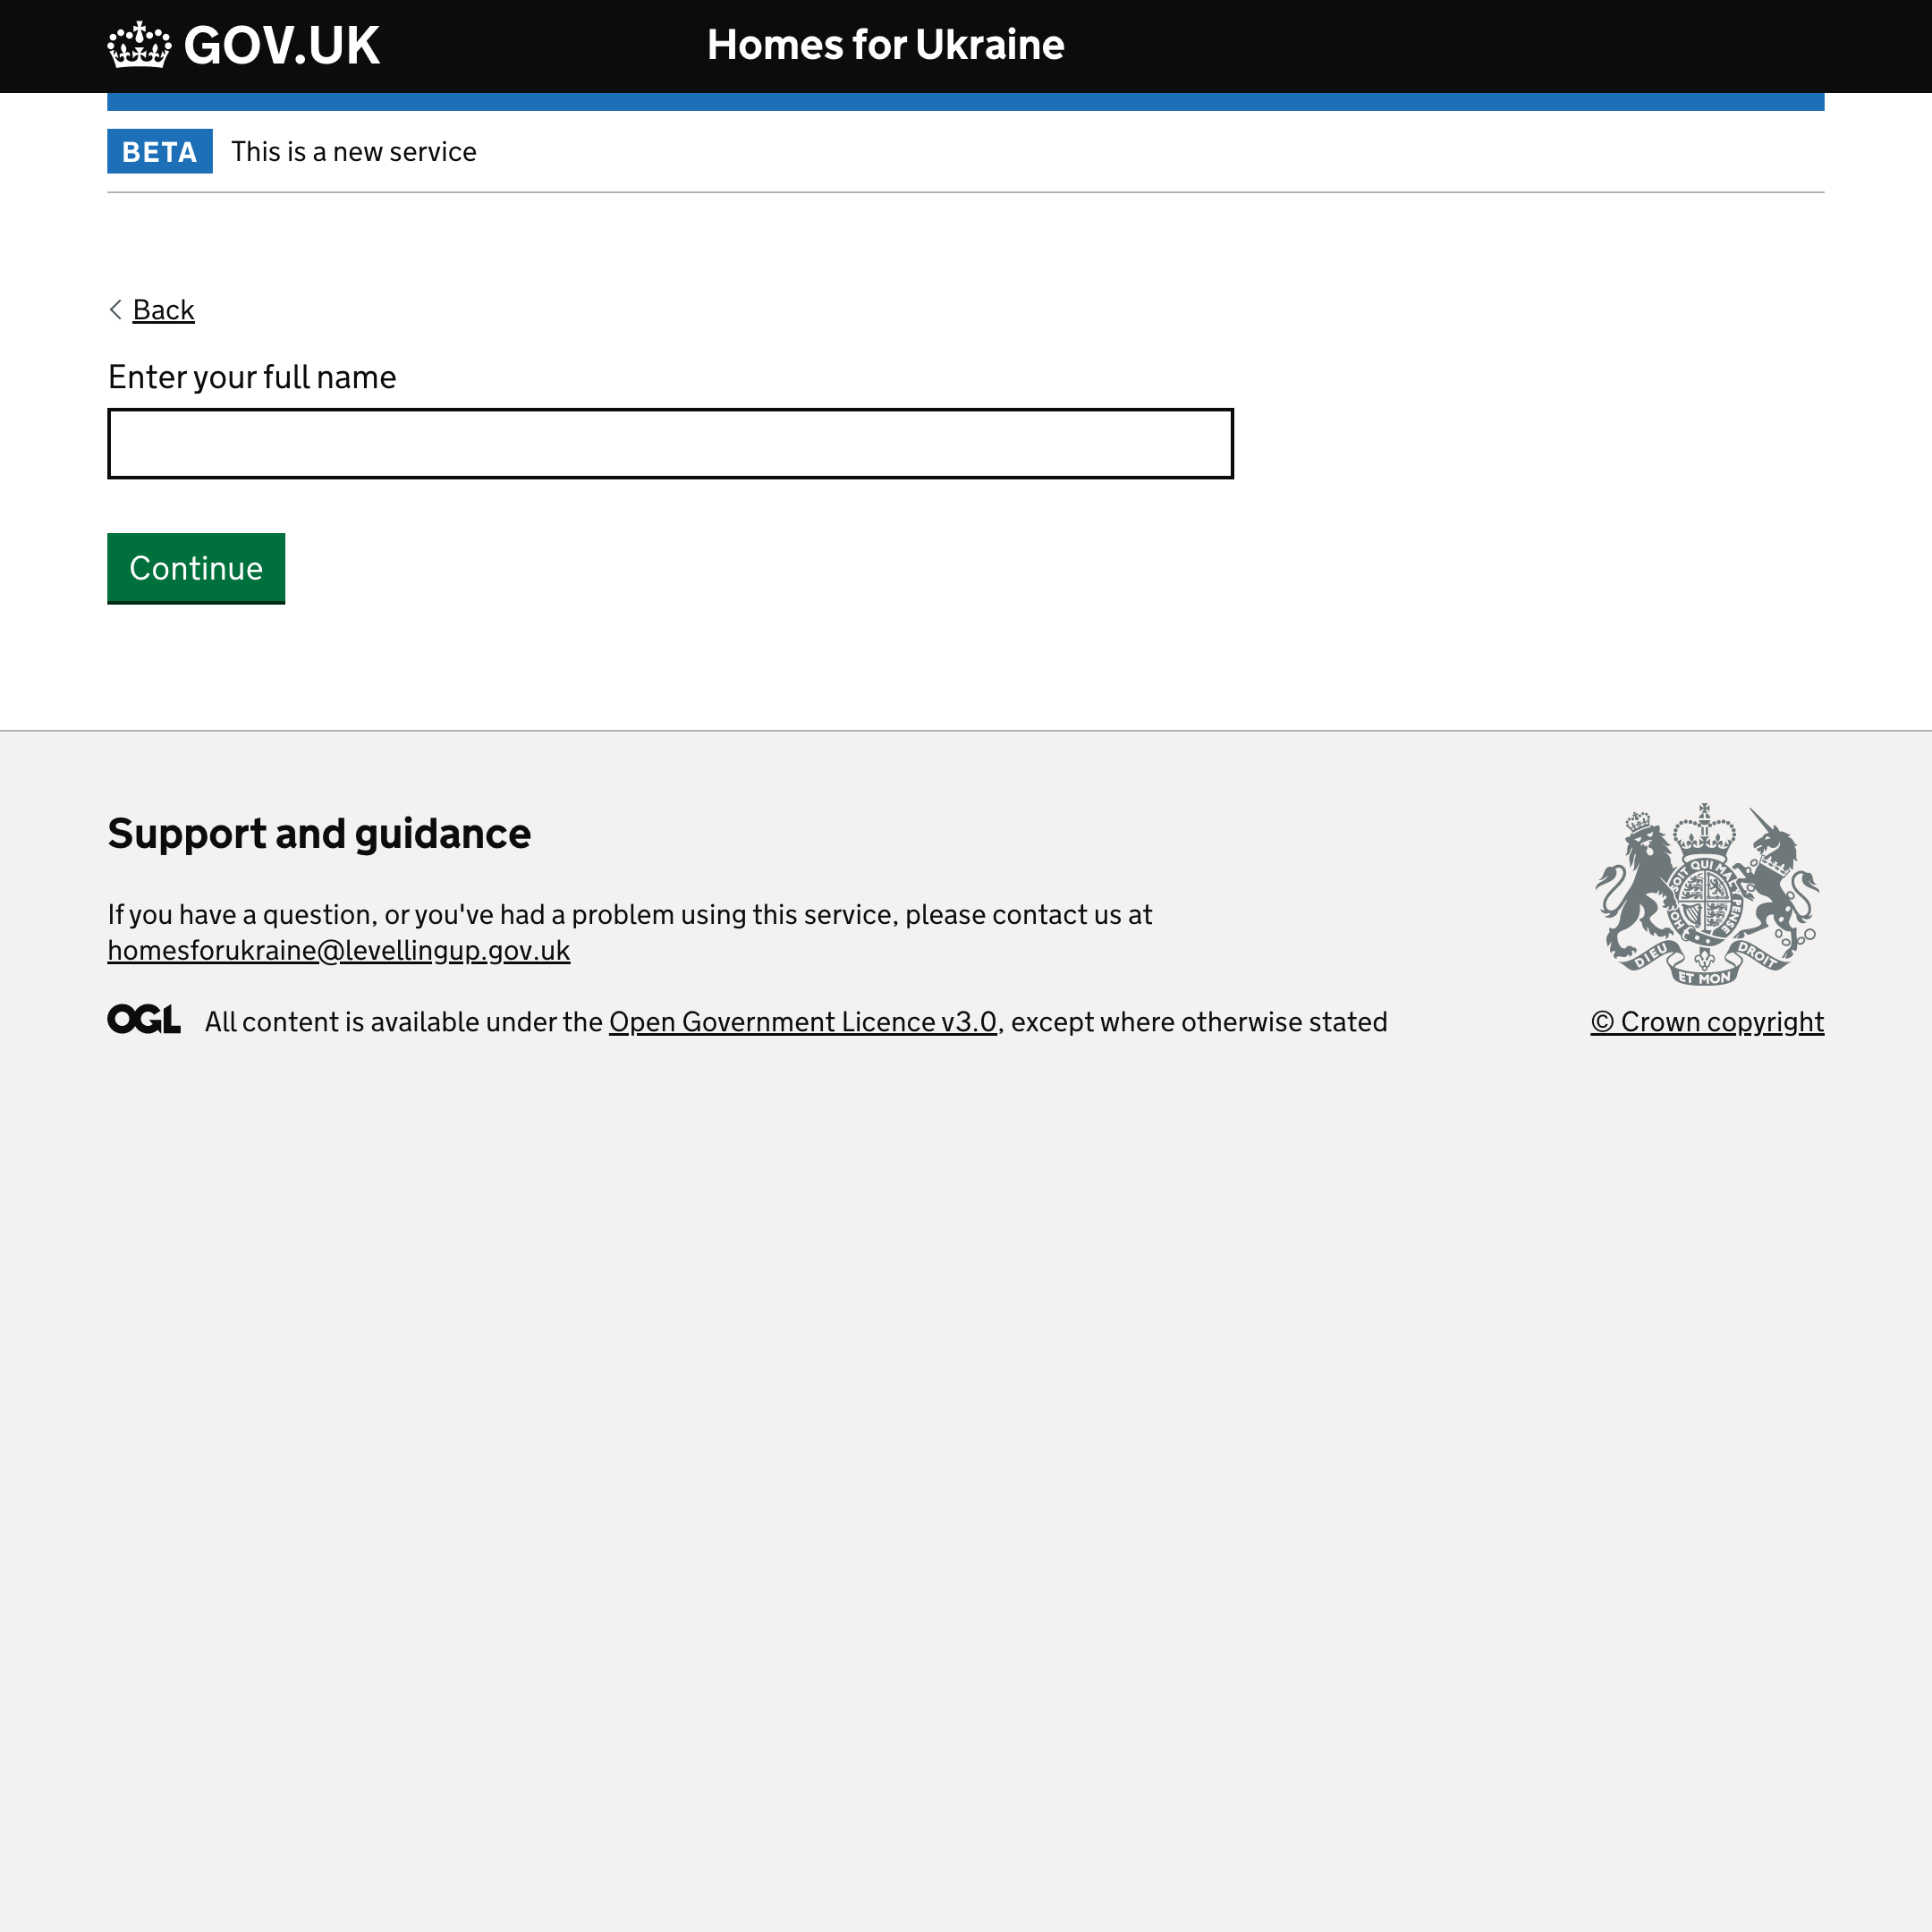 GOV.UK
Homes for Ukraine
BETA
This is a new service
Back
Enter your full name
Continue
Support and guidance
If you have a question, or you've had a problem using this service, please contact us at
homesforukraine@levellingup.gov.uk
OGL
All content is available under the Open Government Licence v3.0, except where otherwise stated
HONI SOIT QUI MAL Y PENSE
DIEU ET MON DROIT
© Crown copyright